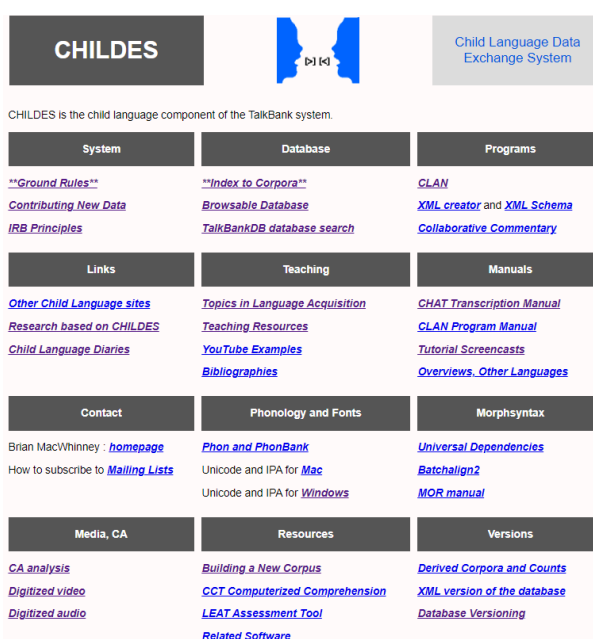 CHILDES
▷] [◁
Child Language Data
Exchange System
CHILDES is the child language component of the TalkBank system.
System
**Ground Rules**
Contributing New Data
IRB Principles
Database
**Index to Corpora**
Browsable Database
TalkBankDB database search
Programs
CLAN
XML creator and XML Schema
Collaborative Commentary
Links
Other Child Language sites
Research based on CHILDES
Child Language Diaries
Teaching
Topics in Language Acquisition
Teaching Resources
YouTube Examples
Bibliographies
Manuals
CHAT Transcription Manual
CLAN Program Manual
Tutorial Screencasts
Overviews, Other Languages
Contact
Brian MacWhinney : homepage
How to subscribe to Mailing Lists
Phonology and Fonts
Phon and PhonBank
Unicode and IPA for Mac
Unicode and IPA for Windows
Morphsyntax
Universal Dependencies
Batchalign2
MOR manual
Media, CA
CA analysis
Digitized video
Digitized audio
Resources
Building a New Corpus
CCT Computerized Comprehension
LEAT Assessment Tool
Related Software
Versions
Derived Corpora and Counts
XML version of the database
Database Versioning